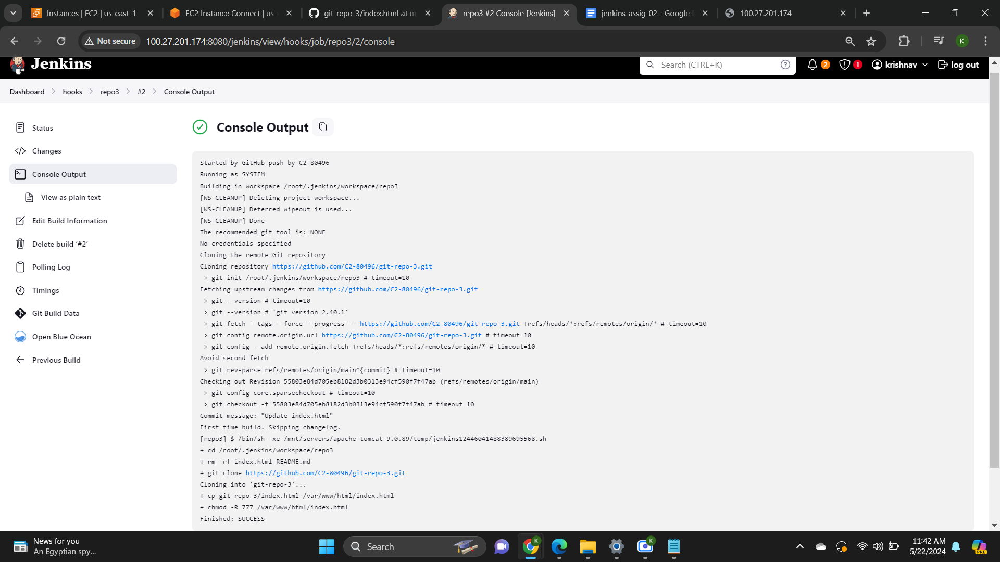 Instances | EC2 | us-east-1
EC2 Instance Connect | us-
git-repo-3/index.html at m
repo3 #2 Console [Jenkins]
jenkins-assig-02 - Google
100.27.201.174
Not secure
100.27.201.174:8080/jenkins/view/hooks/job/repo3/2/console
K
Jenkins
Search (CTRL+K)
2
1
krishnav
log out
Dashboard
hooks
repo3
#2
Console Output
Status
Changes
Console Output
View as plain text
Edit Build Information
Delete build ‘#2’
Polling Log
Timings
Git Build Data
Open Blue Ocean
Previous Build
Console Output
Started by GitHub push by C2-80496
Running as SYSTEM
Building in workspace /root/.jenkins/workspace/repo3
[WS-CLEANUP] Deleting project workspace...
[WS-CLEANUP] Deferred wipeout is used...
[WS-CLEANUP] Done
The recommended git tool is: NONE
No credentials specified
Cloning the remote Git repository
Cloning repository https://github.com/C2-80496/git-repo-3.git
> git init /root/.jenkins/workspace/repo3 # timeout=10
Fetching upstream changes from https://github.com/C2-80496/git-repo-3.git
> git --version # timeout=10
> git --version # 'git version 2.40.1'
> git fetch --tags --force --progress -- https://github.com/C2-80496/git-repo-3.git +refs/heads/*:refs/remotes/origin/* # timeout=10
> git config remote.origin.url https://github.com/C2-80496/git-repo-3.git # timeout=10
> git config --add remote.origin.fetch +refs/heads/*:refs/remotes/origin/* # timeout=10
Avoid second fetch
> git rev-parse refs/remotes/origin/main^{commit} # timeout=10
Checking out Revision 55803e84d705eb8182d3b0313e94cf590f7f47ab (refs/remotes/origin/main)
> git config core.sparsecheckout # timeout=10
> git checkout -f 55803e84d705eb8182d3b0313e94cf590f7f47ab # timeout=10
Commit message: "Update index.html"
First time build. Skipping changelog.
[repo3] $ /bin/sh -xe /mnt/servers/apache-tomcat-9.0.89/temp/jenkins12446041488389695568.sh
+ cd /root/.jenkins/workspace/repo3
+ rm -rf index.html README.md
+ git clone https://github.com/C2-80496/git-repo-3.git
Cloning into 'git-repo-3'...
+ cp git-repo-3/index.html /var/www/html/index.html
+ chmod -R 777 /var/www/html/index.html
Finished: SUCCESS
News for you
An Egyptian spy...
Search
K
K
11:42 AM
5/22/2024
PRE